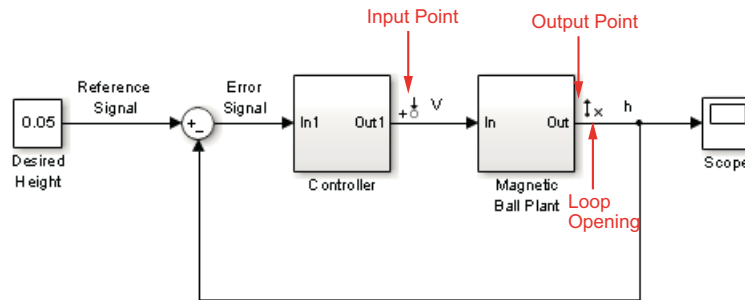 Input Point
Output Point
Reference
Signal
Error
Signal
V
h
0.05
+
−
In1
Out1
+
In
Out
x
Desired
Height
Controller
Magnetic
Ball Plant
Loop
Opening
Scope